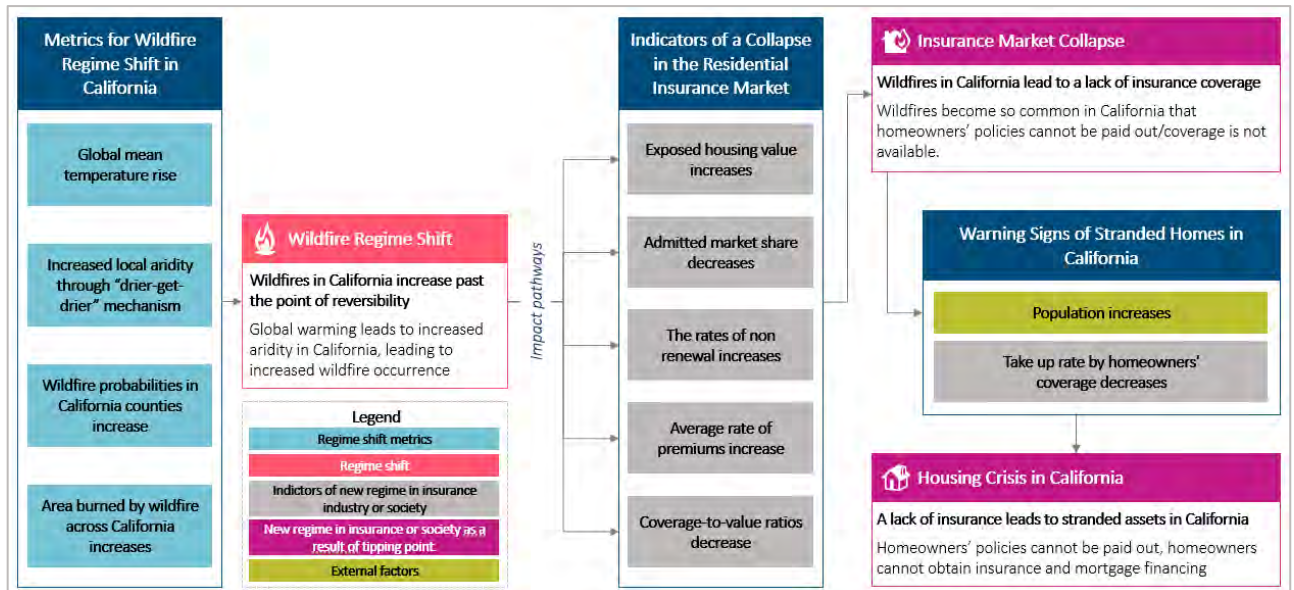 Metrics for Wildfire
Regime Shift in
California
Global mean
temperature rise
Increased local aridity
through “drier-get-
drier” mechanism
Wildfire probabilities in
California counties
increase
Area burned by wildfire
across California
increases
Wildfire Regime Shift
Wildfires in California increase past
the point of reversibility
Global warming leads to increased
aridity in California, leading to
increased wildfire occurrence
Legend
Regime shift metrics
Regime shift
Indictors of new regime in insurance
industry or society
New regime in insurance or society as a
result of tipping point.
External factors
Impact pathways
Indicators of a Collapse
in the Residential
Insurance Market
Exposed housing value
increases
Admitted market share
decreases
The rates of non
renewal increases
Average rate of
premiums increase
Coverage-to-value ratios
decrease
Insurance Market Collapse
Wildfires in California lead to a lack of insurance coverage
Wildfires become so common in California that
homeowners’ policies cannot be paid out/coverage is not
available.
Warning Signs of Stranded Homes in
California
Population increases
Take up rate by homeowners'
coverage decreases
Housing Crisis in California
A lack of insurance leads to stranded assets in California
Homeowners’ policies cannot be paid out, homeowners
cannot obtain insurance and mortgage financing